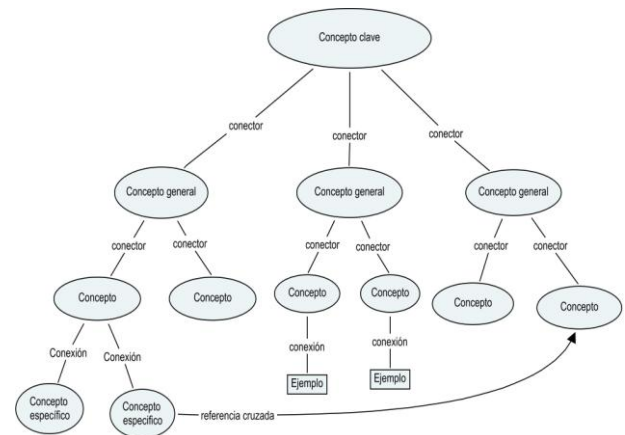 Concepto clave
conector
conector
conector
Concepto general
Concepto general
Concepto general
conector
conector
conector
conector
conector
conector
Concepto
Concepto
Concepto
Concepto
Concepto
Concepto
Conexión
Conexión
conexión
conexión
Ejemplo
Ejemplo
Concepto
específico
Concepto
específico
referencia cruzada